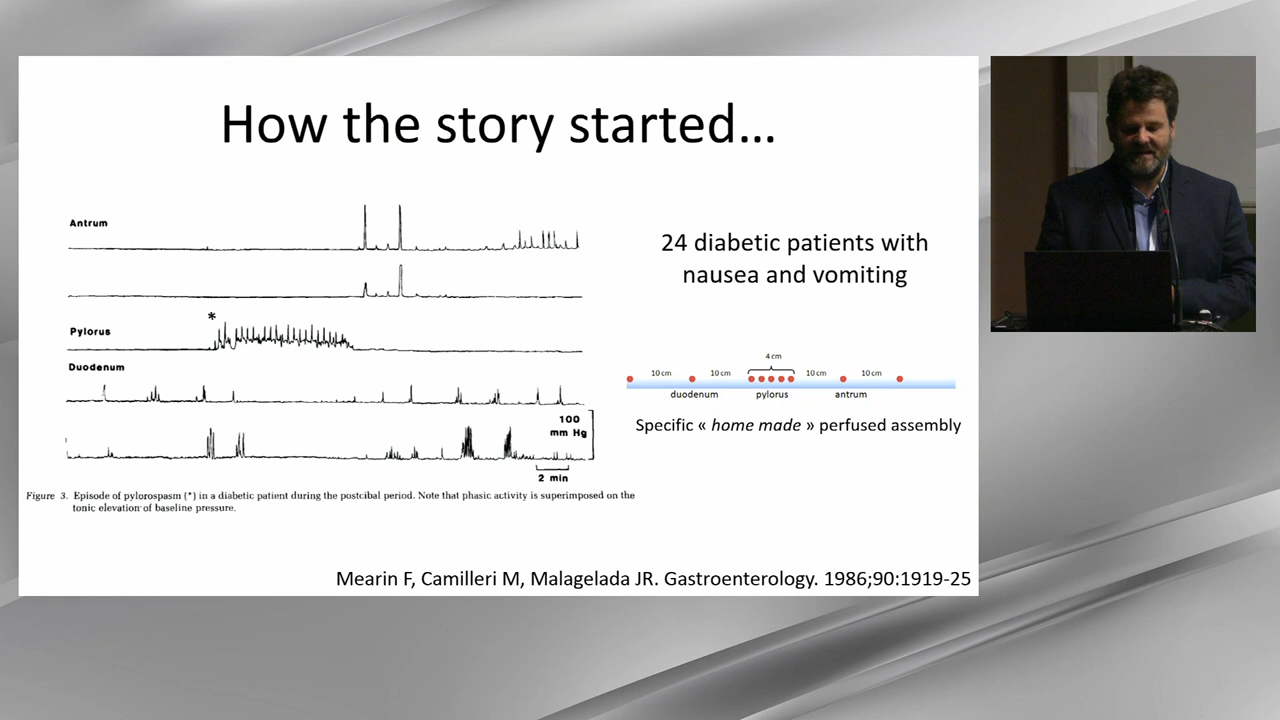 How the story started...
Antrum
*
Pylorus
Duodenum
100
mm Hg
2 min
Figure 3. Episode of pylorospasm (*) in a diabetic patient during the postcibal period. Note that phasic activity is superimposed on the
tonic elevation of baseline pressure.
24 diabetic patients with
nausea and vomiting
4 cm
10 cm 10 cm 10 cm 10 cm
duodenum pylorus antrum
Specific « home made » perfused assembly
Mearin F, Camilleri M, Malagelada JR. Gastroenterology. 1986;90:1919-25